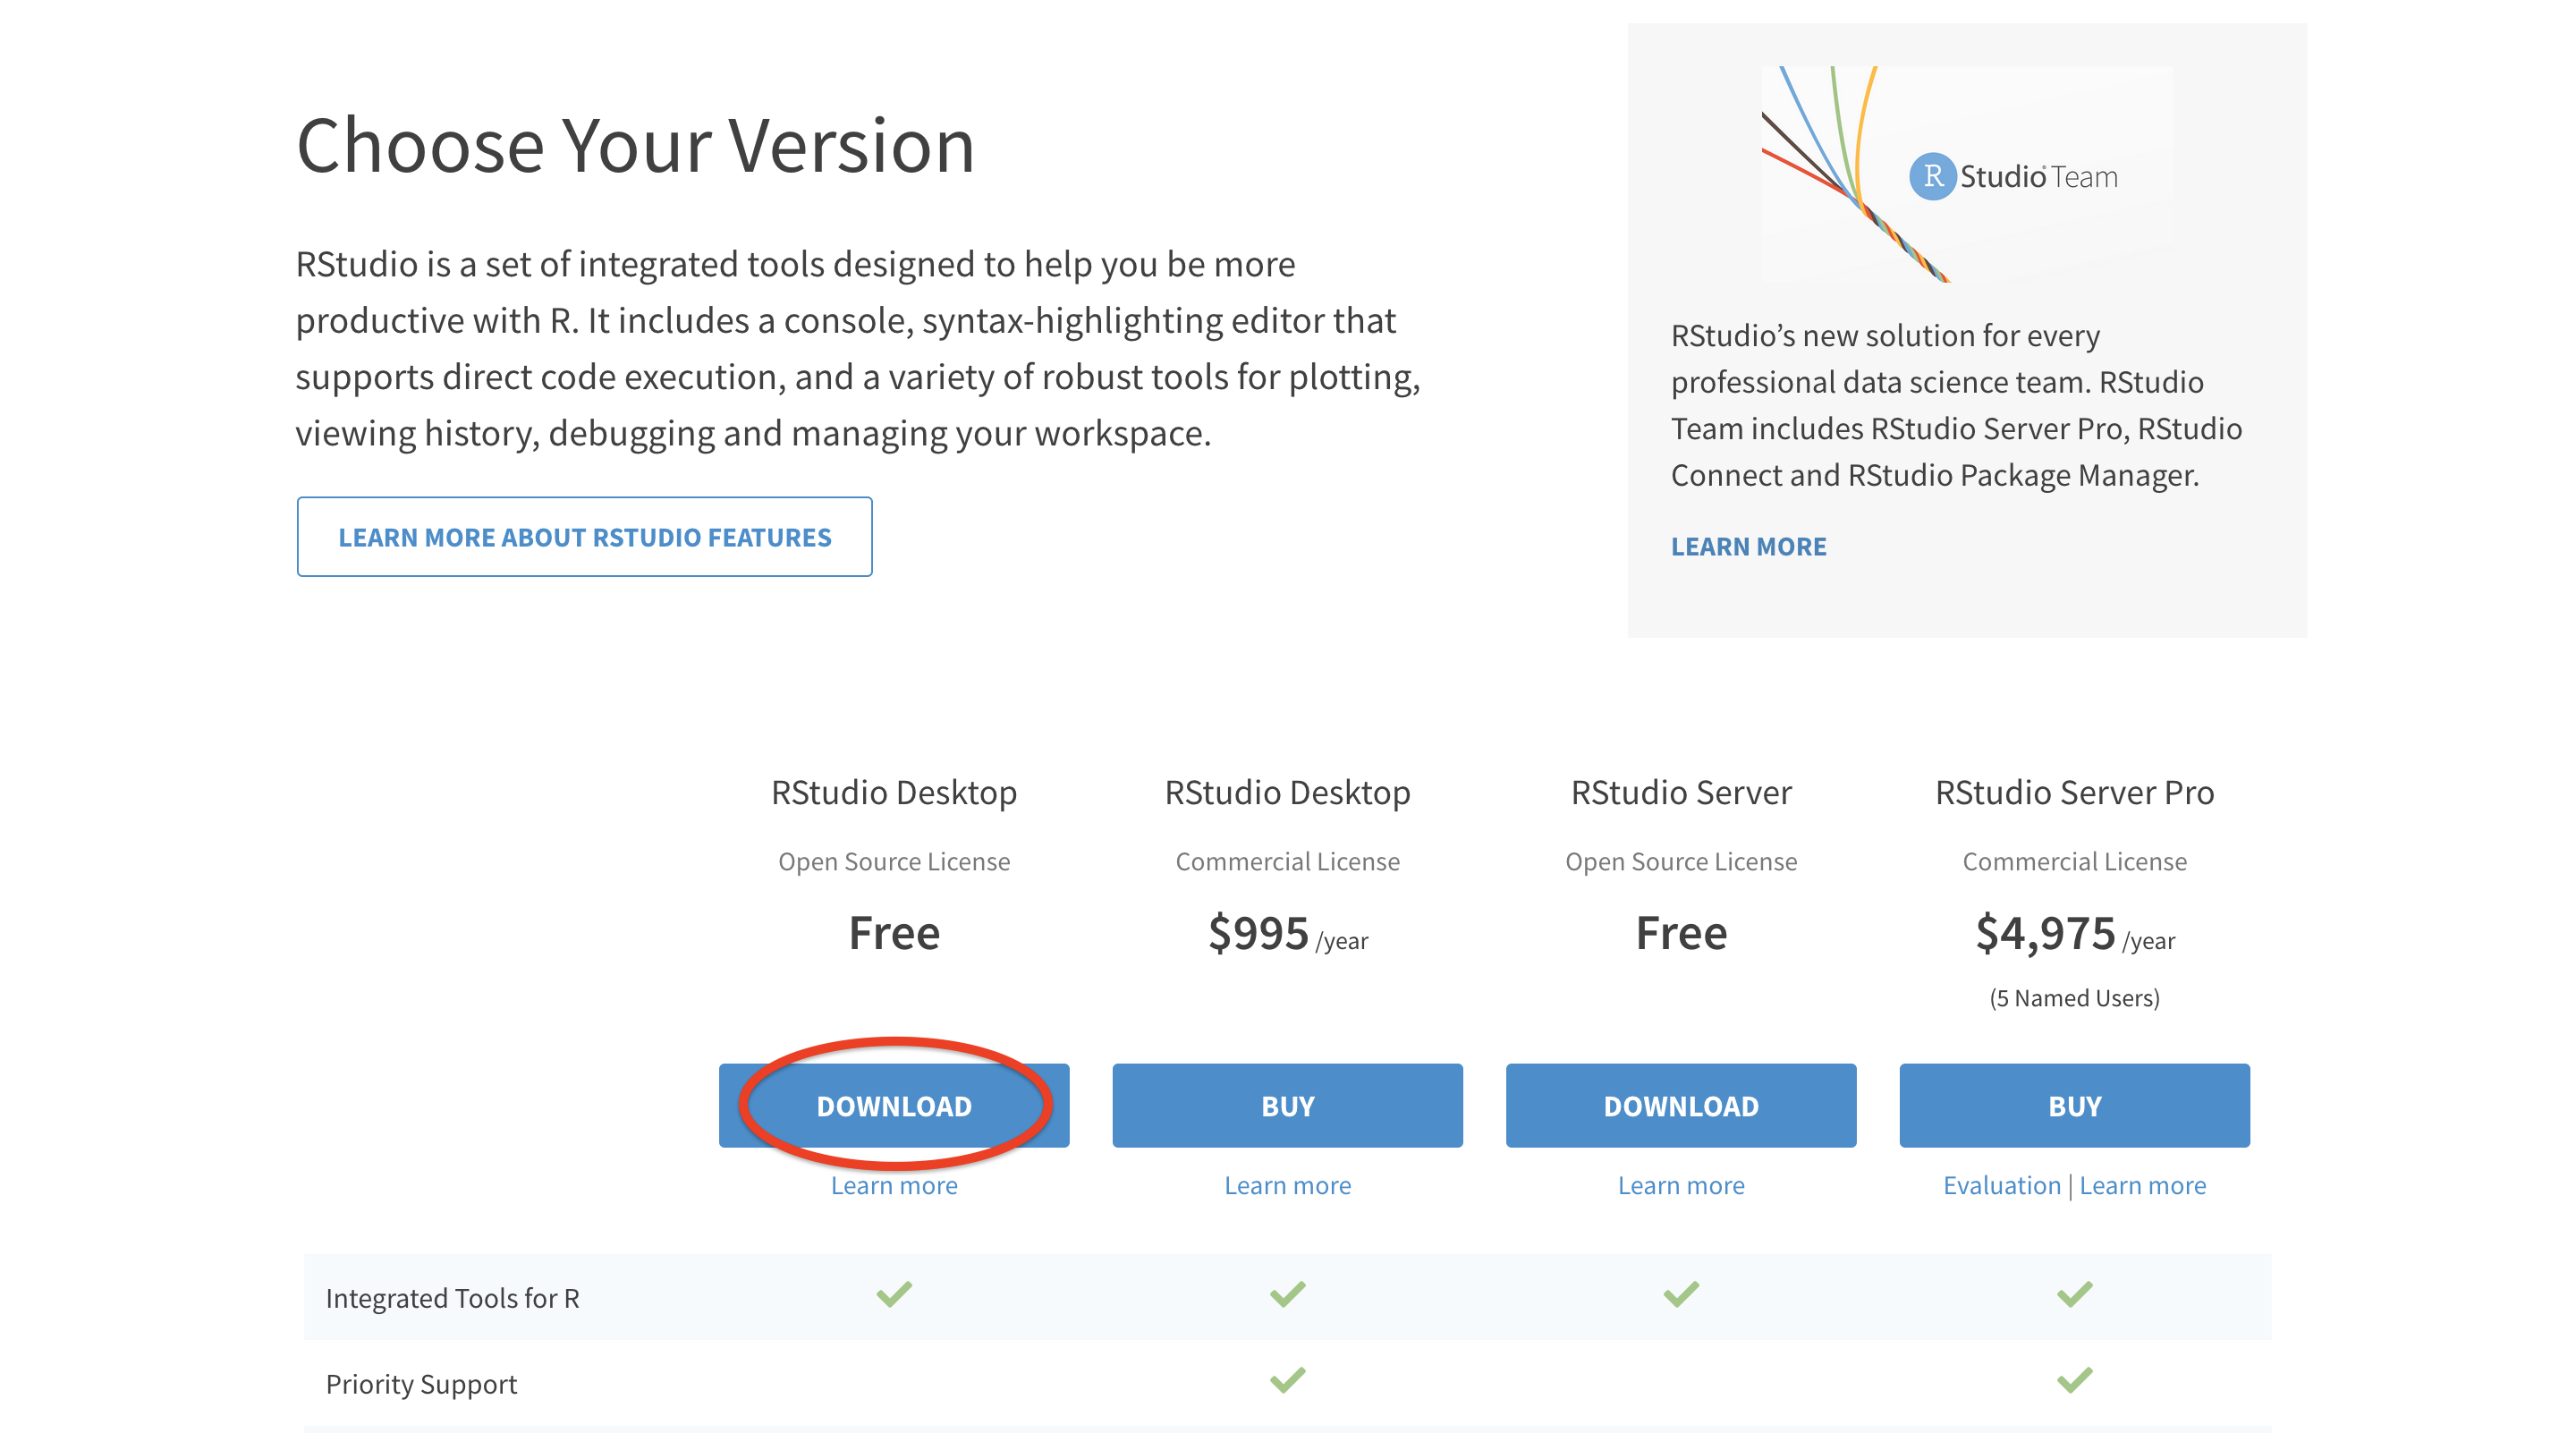 Choose Your Version
RStudio is a set of integrated tools designed to help you be more
productive with R. It includes a console, syntax-highlighting editor that
supports direct code execution, and a variety of robust tools for plotting,
viewing history, debugging and managing your workspace.
LEARN MORE ABOUT RSTUDIO FEATURES
R Studio Team
RStudio’s new solution for every
professional data science team. RStudio
Team includes RStudio Server Pro, RStudio
Connect and RStudio Package Manager.
LEARN MORE
RStudio Desktop RStudio Desktop RStudio Server RStudio Server Pro
Open Source License Commercial License Open Source License Commercial License
Free $995 /year Free $4,975 /year
(5 Named Users)
DOWNLOAD BUY DOWNLOAD BUY
Learn more Learn more Learn more Evaluation | Learn more
Integrated Tools for R
Priority Support